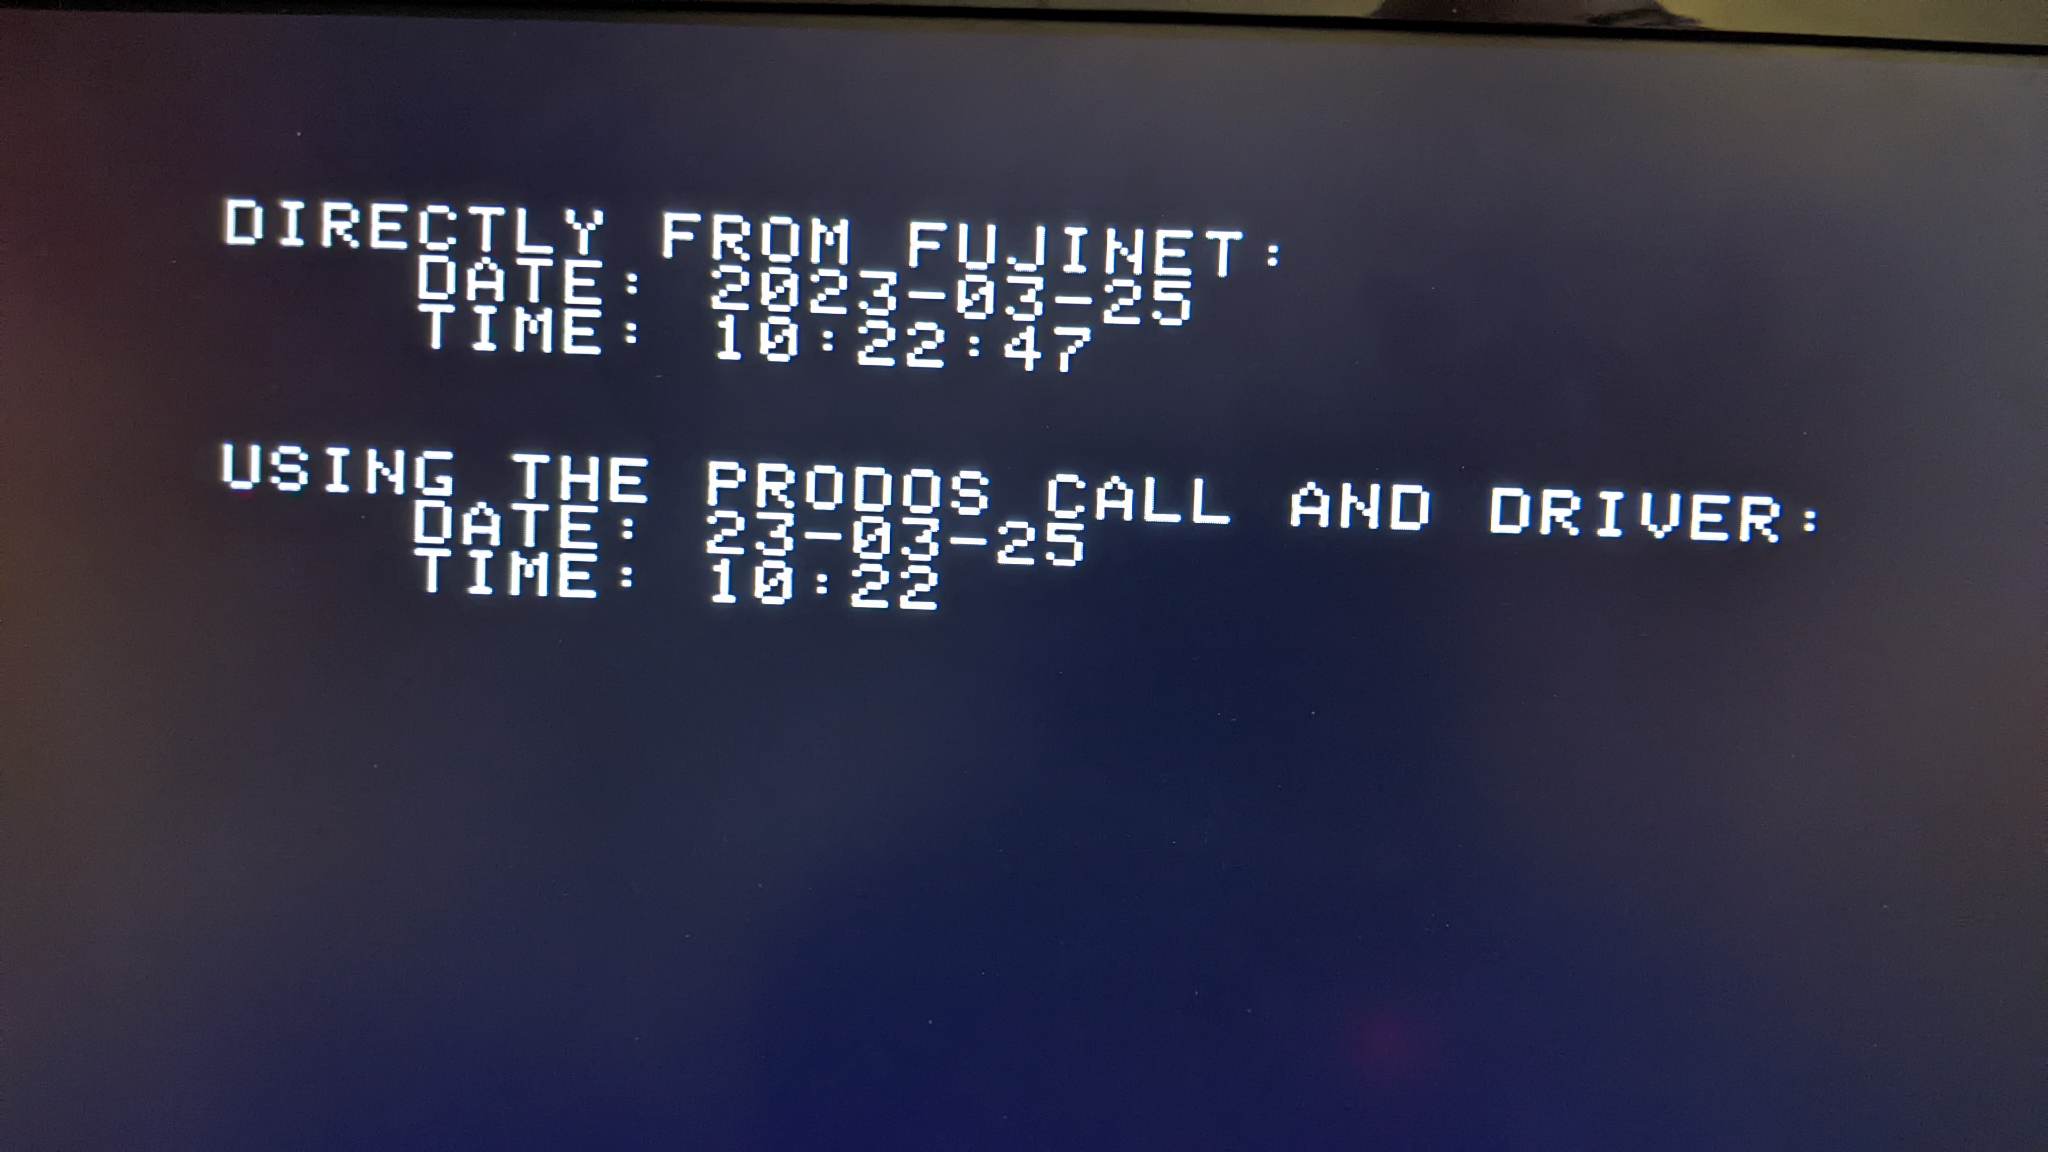 DIRECTLY FROM FUJINET:
DATE: 2023-03-25
TIME: 10:22:47
USING THE PRODOS CALL AND DRIVER:
DATE: 23-03-25
TIME: 10:22